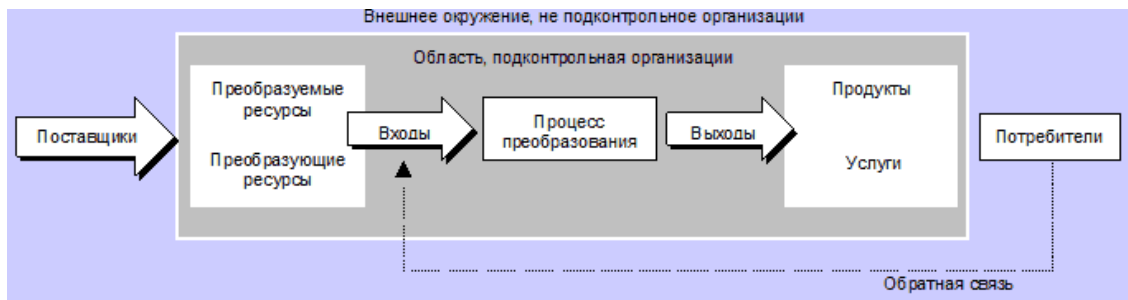 Внешнее окружение, не подконтрольное организации
Область, подконтрольная организации
Поставщики
Преобразуемые
ресурсы
Преобразующие
ресурсы
Входы
Процесс
преобразования
Выходы
Продукты
Услуги
Потребители
Обратная связь